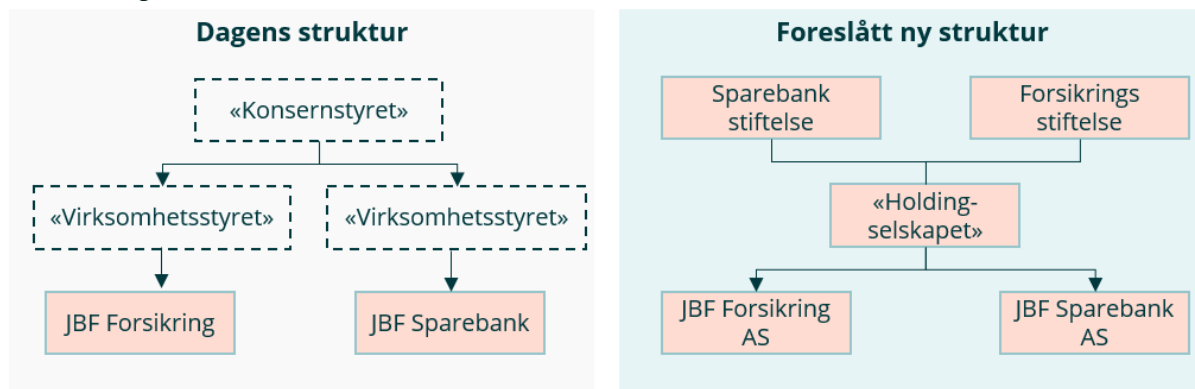 Dagens struktur
«Konsernstyret»
«Virksomhetsstyret»
«Virksomhetsstyret»
JBF Forsikring
JBF Sparebank
Foreslått ny struktur
Sparebank
stiftelse
Forsikrings
stiftelse
«Holding-
selskapet»
JBF Forsikring
AS
JBF Sparebank
AS